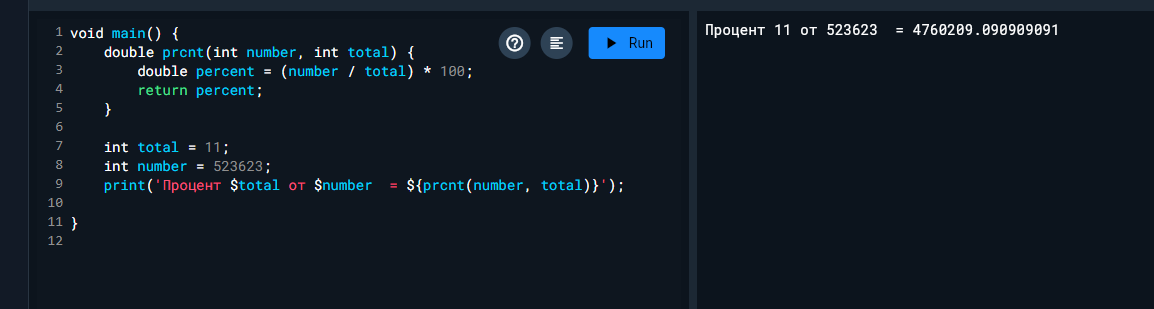 1 void main() {
2 double prcnt(int number, int total) {
3 double percent = (number / total) * 100;
4 return percent;
5 }
6
7 int total = 11;
8 int number = 523623;
9 print('Процент $total от $number  = ${prcnt(number, total)}');
10
11 }
12
Run
Процент 11 от 523623  = 4760209.090909091